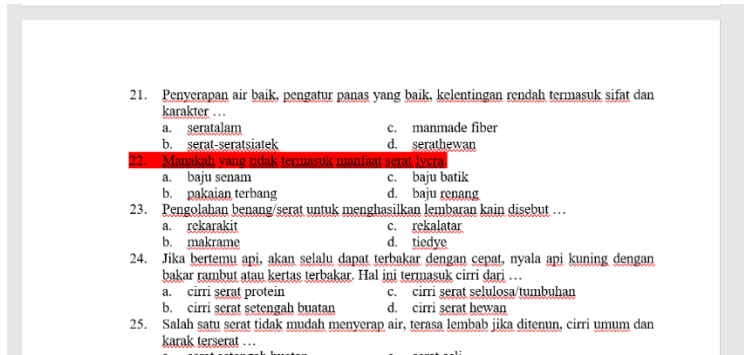 21. Penyerapan air baik, pengatur panas yang baik, kelentingan rendah termasuk sifat dan
karakter …
a. seratalam c. manmade fiber
b. serat-seratsiatek d. serathewan
22. Manakah yang tidak termasuk manfaat serat lycra
a. baju senam c. baju batik
b. pakaian terbang d. baju renang
23. Pengolahan benang/serat untuk menghasilkan lembaran kain disebut …
a. rekarakit c. rekalatar
b. makrame d. tiedye
24. Jika bertemu api, akan selalu dapat terbakar dengan cepat, nyala api kuning dengan
bakar rambut atau kertas terbakar. Hal ini termasuk cirri dari …
a. cirri serat protein c. cirri serat selulosa/tumbuhan
b. cirri serat setengah buatan d. cirri serat hewan
25. Salah satu serat tidak mudah menyerap air, terasa lembab jika ditenun, cirri umum dan
karak terserat …